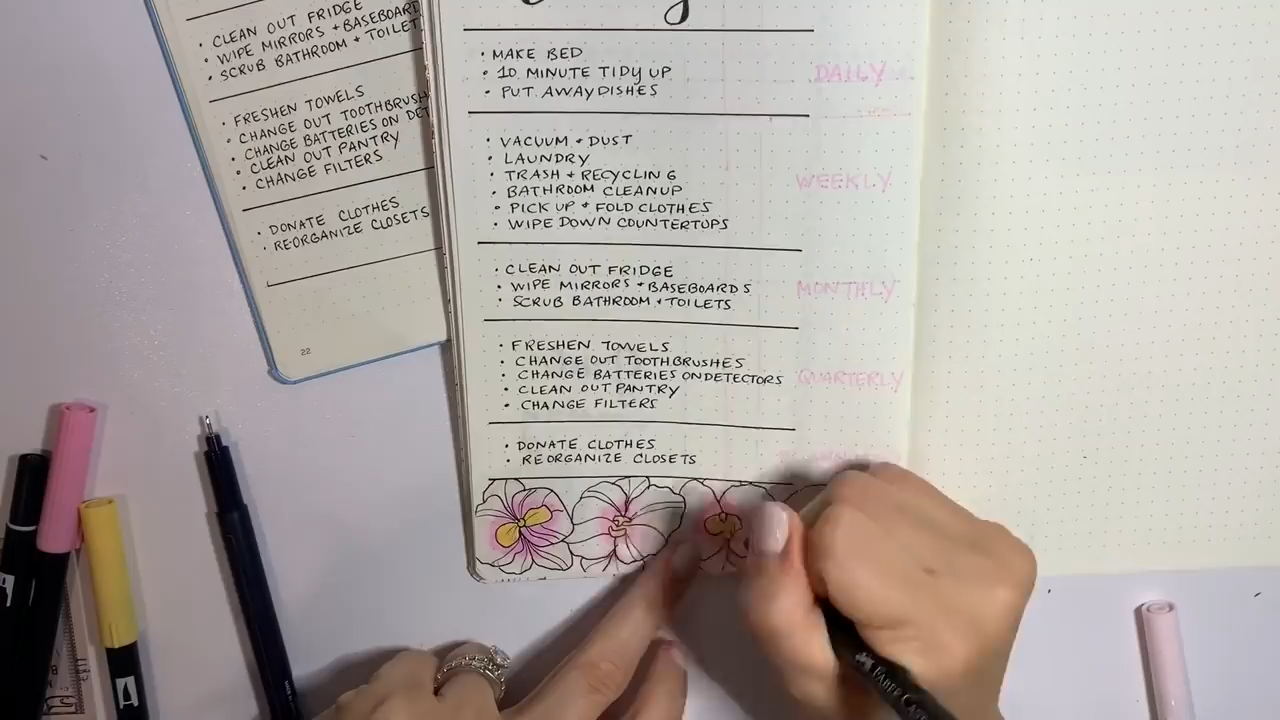 CLEAN OUT FRIDGE
WIPE MIRRORS + BASEBOARD
SCRUB BATHROOM + TOILET
FRESHEN TOWELS
CHANGE OUT TOOTHBRUSH
CHANGE BATTERIES ON DET
CLEAN OUT PANTRY
CHANGE FILTERS
DONATE CLOTHES
REORGANIZE CLOSETS
22
MAKE BED
10 MINUTE TIDY UP
PUT AWAY DISHES
DAILY
VACUUM + DUST
LAUNDRY
TRASH + RECYCLING
BATHROOM CLEANUP
PICK UP + FOLD CLOTHES
WIPE DOWN COUNTERTOPS
WEEKLY
CLEAN OUT FRIDGE
WIPE MIRRORS + BASEBOARDS
SCRUB BATHROOM + TOILETS
MONTHLY
FRESHEN TOWELS
CHANGE OUT TOOTHBRUSHES
CHANGE BATTERIES ON DETECTORS
CLEAN OUT PANTRY
CHANGE FILTERS
QUARTERLY
DONATE CLOTHES
REORGANIZE CLOSETS
FABER CAS